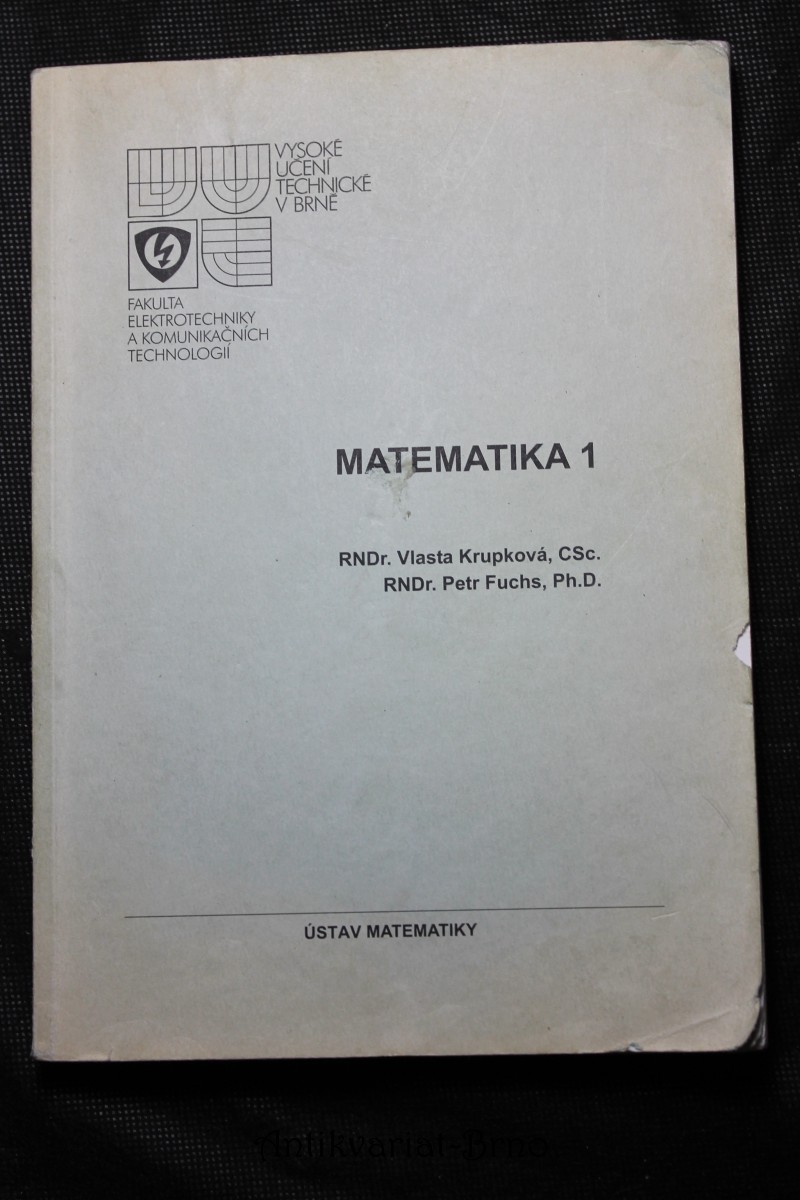 VYSOKÉ
UČENÍ
TECHNICKÉ
V BRNĚ
FAKULTA
ELEKTROTECHNIKY
A KOMUNIKAČNÍCH
TECHNOLOGIÍ
MATEMATIKA 1
RNDr. Vlasta Krupková, CSc.
RNDr. Petr Fuchs, Ph.D.
ÚSTAV MATEMATIKY
Antikvariat-Brno